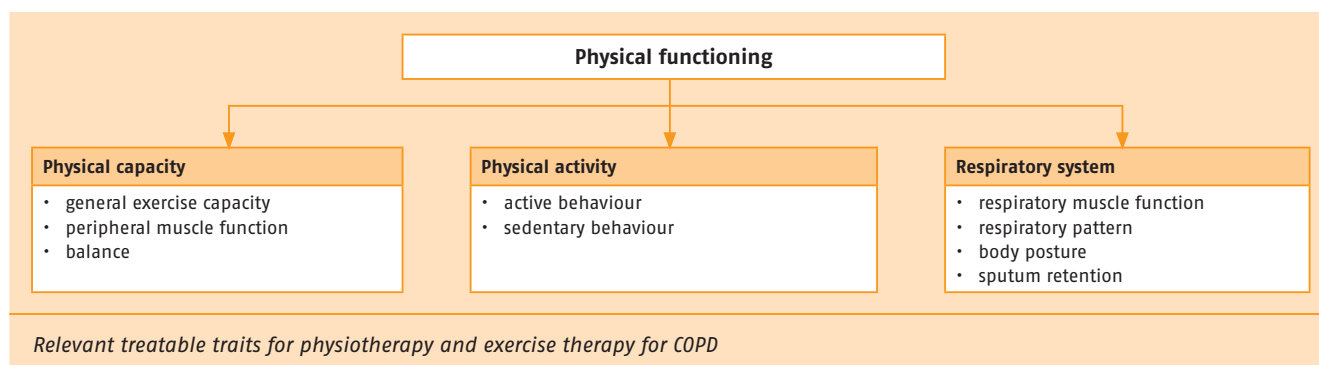 Physical functioning
Physical capacity
• general exercise capacity
• peripheral muscle function
• balance
Physical activity
• active behaviour
• sedentary behaviour
Respiratory system
• respiratory muscle function
• respiratory pattern
• body posture
• sputum retention
Relevant treatable traits for physiotherapy and exercise therapy for COPD